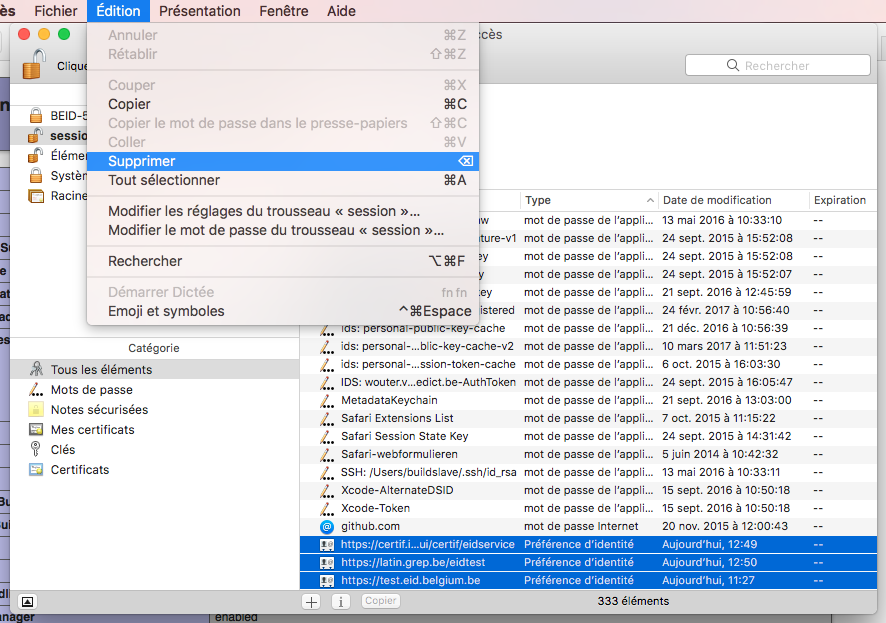 ès Fichier Édition Présentation Fenêtre Aide
Annuler ⌘Z
Rétablir ⇧⌘Z
Couper ⌘X
Copier ⌘C
Copier le mot de passe dans le presse-papiers ⇧⌘C
Coller ⌘V
Supprimer ⌫
Tout sélectionner ⌘A
Modifier les réglages du trousseau « session »...
Modifier le mot de passe du trousseau « session »...
Rechercher ⌥⌘F
Démarrer Dictée fn fn
Emoji et symboles ^⌘Espace
ccès
Clique
Rechercher
BEID-5
sessio
Élémen
Systèm
Racine
Catégorie
Tous les éléments
Mots de passe
Notes sécurisées
Mes certificats
Clés
Certificats
Type Date de modification Expiration
aw mot de passe de l'appli... 13 mai 2016 à 10:33:10 --
ature-v1 mot de passe de l'appli... 24 sept. 2015 à 15:52:08 --
ey mot de passe de l'appli... 24 sept. 2015 à 15:52:08 --
y mot de passe de l'appli... 24 sept. 2015 à 15:52:07 --
key mot de passe de l'appli... 21 sept. 2016 à 12:45:59 --
istered mot de passe de l'appli... 24 févr. 2017 à 10:56:40 --
ids: personal-public-key-cache mot de passe de l'appli... 21 déc. 2016 à 10:56:39 --
ids: personal-...blic-key-cache-v2 mot de passe de l'appli... 10 mars 2017 à 11:51:23 --
ids: personal-...ssion-token-cache mot de passe de l'appli... 6 oct. 2015 à 16:03:30 --
IDS: wouter.v...edict.be-AuthToken mot de passe de l'appli... 24 sept. 2015 à 16:05:47 --
MetadataKeychain mot de passe de l'appli... 21 sept. 2016 à 13:03:00 --
Safari Extensions List mot de passe de l'appli... 7 oct. 2015 à 11:15:22 --
Safari Session State Key mot de passe de l'appli... 24 sept. 2015 à 14:31:42 --
Safari-webformulieren mot de passe de l'appli... 5 juin 2014 à 10:42:32 --
SSH: /Users/buildslave/.ssh/id_rsa mot de passe de l'appli... 13 mai 2016 à 10:33:11 --
Xcode-AlternateDSID mot de passe de l'appli... 15 sept. 2016 à 10:50:18 --
Xcode-Token mot de passe de l'appli... 15 sept. 2016 à 10:50:18 --
github.com mot de passe Internet 20 nov. 2015 à 12:00:43 --
https://certif.i...ui/certif/eidservice Préférence d'identité Aujourd'hui, 12:49 --
https://latin.grep.be/eidtest Préférence d'identité Aujourd'hui, 12:50 --
https://test.eid.belgium.be Préférence d'identité Aujourd'hui, 11:27 --
Copier 333 éléments
anager enabled